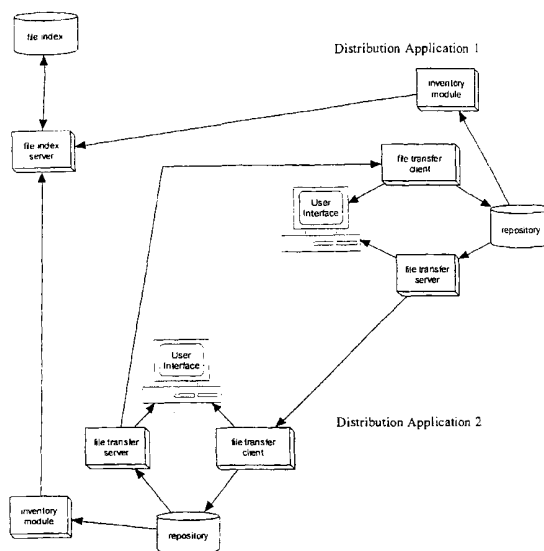 file index
Distribution Application 1
inventory
module
file index
server
file transfer
client
User
Interface
repository
file transfer
server
User
Interface
Distribution Application 2
file transfer
server
file transfer
client
inventory
module
repository